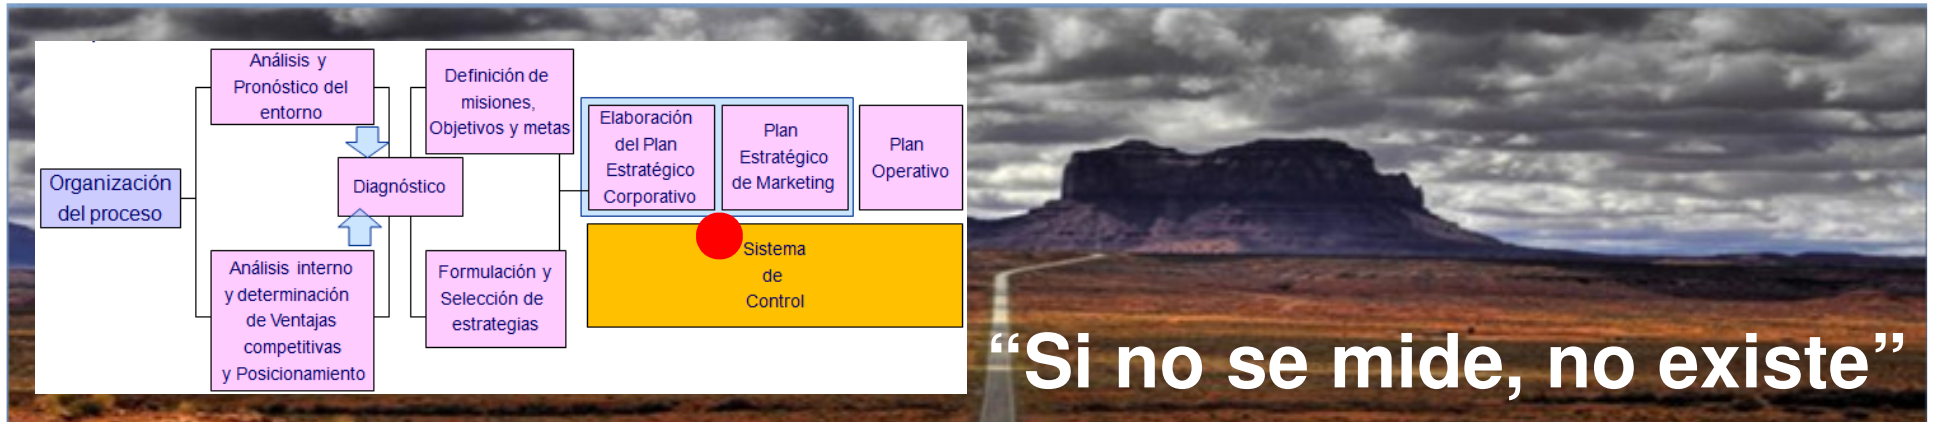 Organización
del proceso
Análisis y
Pronóstico del
entorno
Análisis interno
y determinación
de Ventajas
competitivas
y Posicionamiento
Diagnóstico
Definición de
misiones,
Objetivos y metas
Formulación y
Selección de
estrategias
Elaboración
del Plan
Estratégico
Corporativo
Plan
Estratégico
de Marketing
Plan
Operativo
Sistema
de
Control
“Si no se mide, no existe”